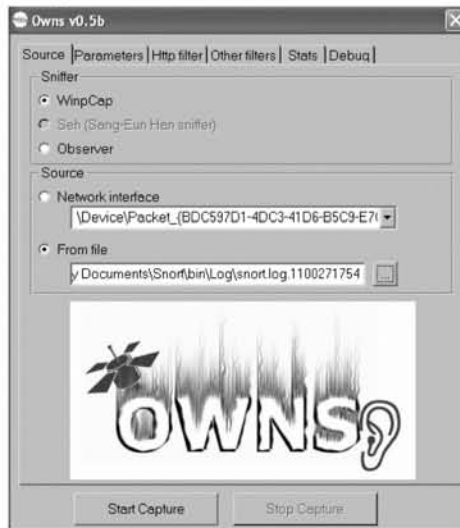 Owns v0.5b
Source Parameters Http filter Other filters Stats Debug
Sniffer
WinpCap
Seh (Sang-Eun Han sniffer)
Observer
Source
Network interface
\Device\Packet_{BDC597D1-4DC3-41D6-B5C9-E7(
From file
y Documents\Snort\bin\Log\snort.log.1100271754
...
OWNS
Start Capture Stop Capture